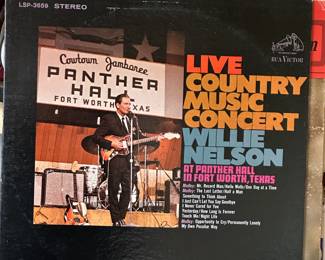 LSP-3659 STEREO
RCA VICTOR
Cowtown Jamboree
PANTHER
HALL
FORT WORTH, TEXAS
LIVE
COUNTRY
MUSIC
CONCERT
WILLIE
NELSON
AT PANTHER HALL
IN FORT WORTH, TEXAS
Medley: Mr. Record Man/Hello Walls/One Day at a Time
Medley: The Last Letter/Half a Man
Something to Think About
I Just Can't Let You Say Goodbye
I Never Cared for You
Yesterday/How Long Is Forever
Touch Me/Night Life
Medley: Opportunity to Cry/Permanently Lonely
My Own Peculiar Way